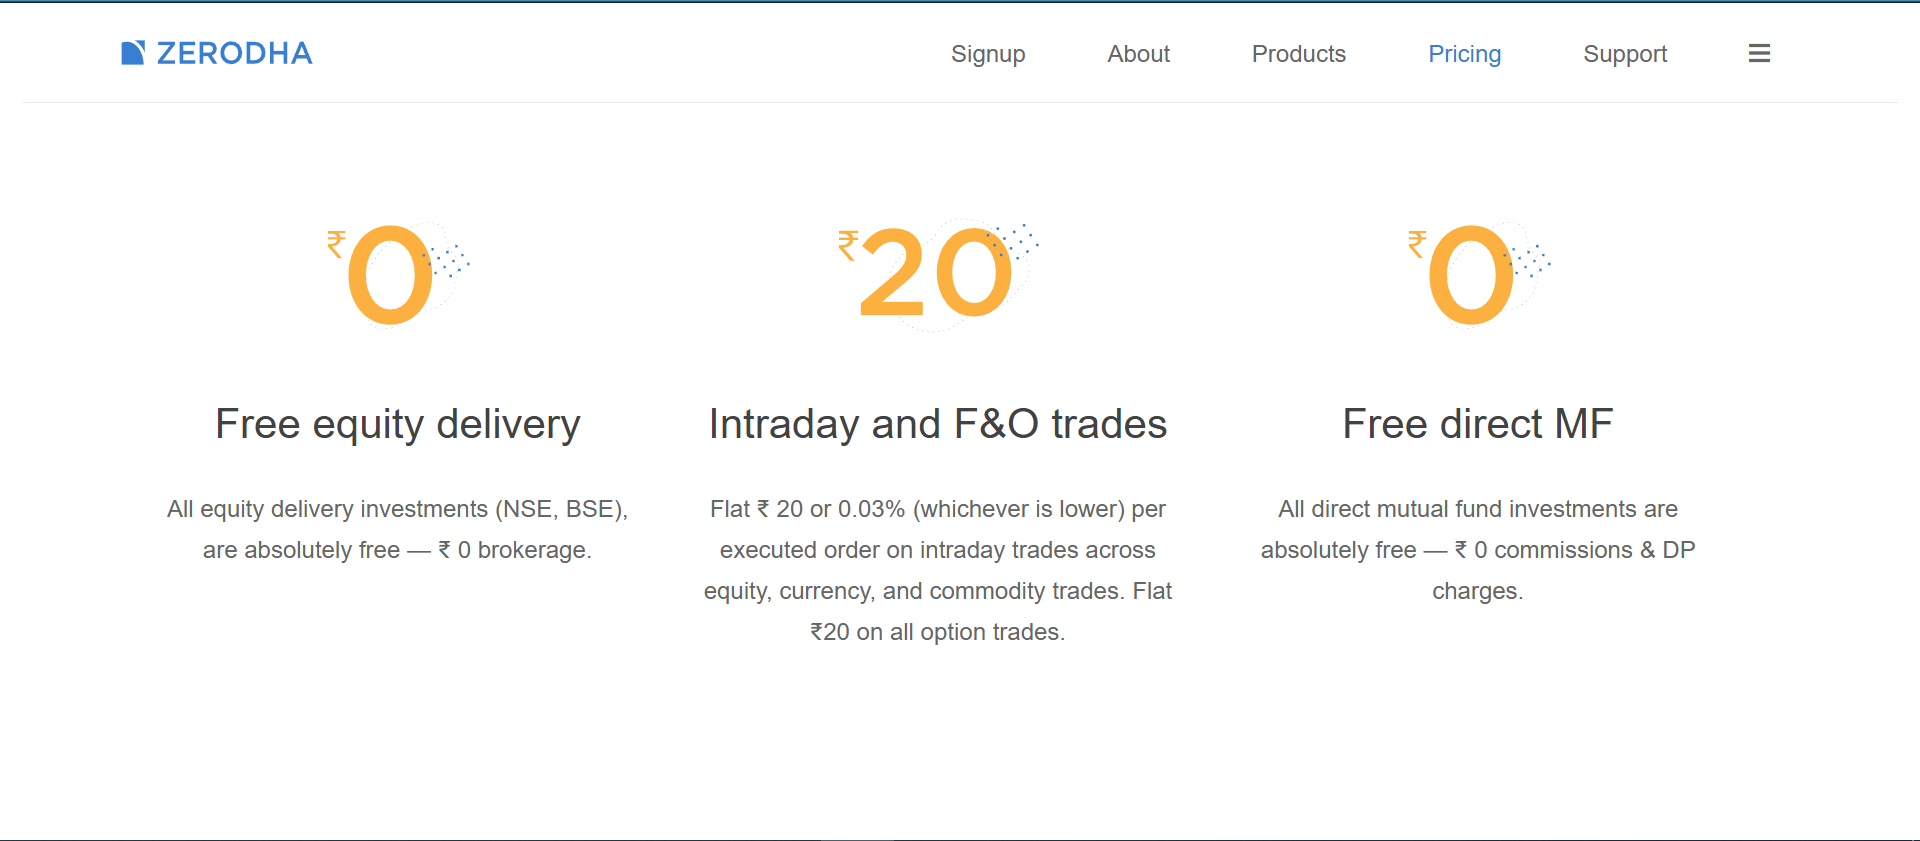 ZERODHA
Signup About Products Pricing Support
₹0
₹20
₹0
Free equity delivery
All equity delivery investments (NSE, BSE),
are absolutely free — ₹ 0 brokerage.
Intraday and F&O trades
Flat ₹ 20 or 0.03% (whichever is lower) per
executed order on intraday trades across
equity, currency, and commodity trades. Flat
₹20 on all option trades.
Free direct MF
All direct mutual fund investments are
absolutely free — ₹ 0 commissions & DP
charges.